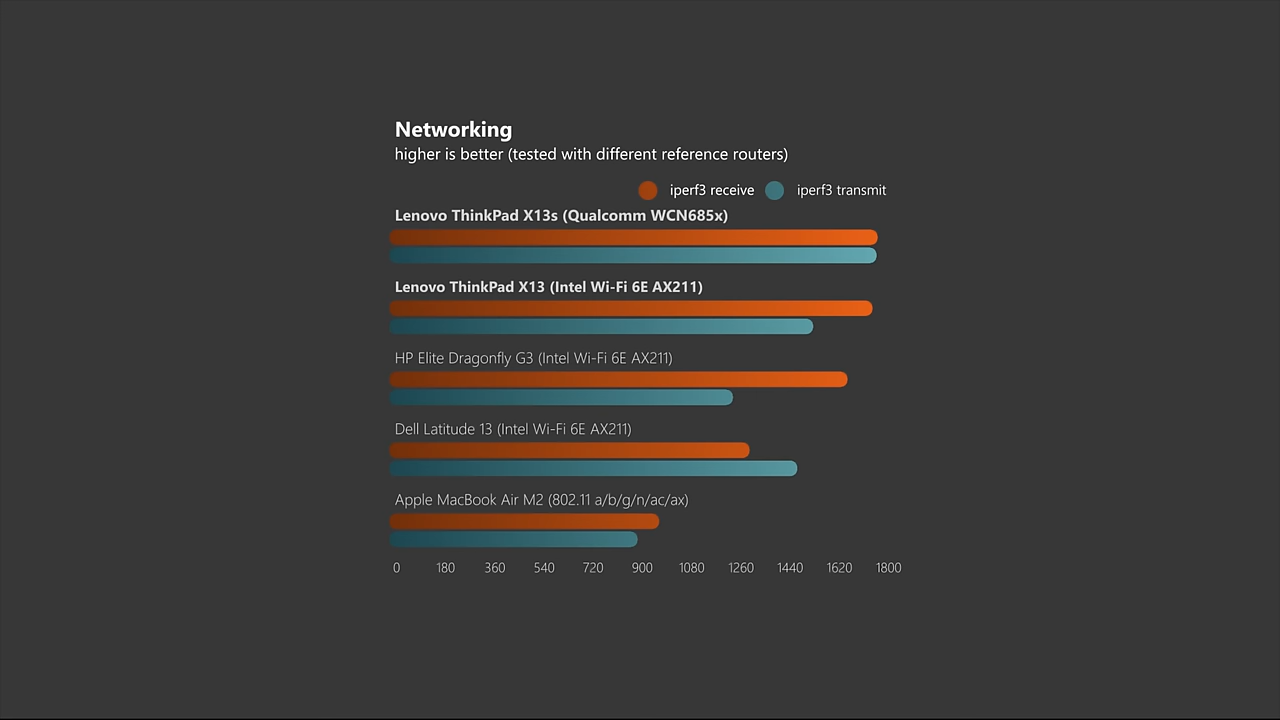 Networking
higher is better (tested with different reference routers)
iperf3 receive iperf3 transmit
Lenovo ThinkPad X13s (Qualcomm WCN685x)
Lenovo ThinkPad X13 (Intel Wi-Fi 6E AX211)
HP Elite Dragonfly G3 (Intel Wi-Fi 6E AX211)
Dell Latitude 13 (Intel Wi-Fi 6E AX211)
Apple MacBook Air M2 (802.11 a/b/g/n/ac/ax)
0 180 360 540 720 900 1080 1260 1440 1620 1800